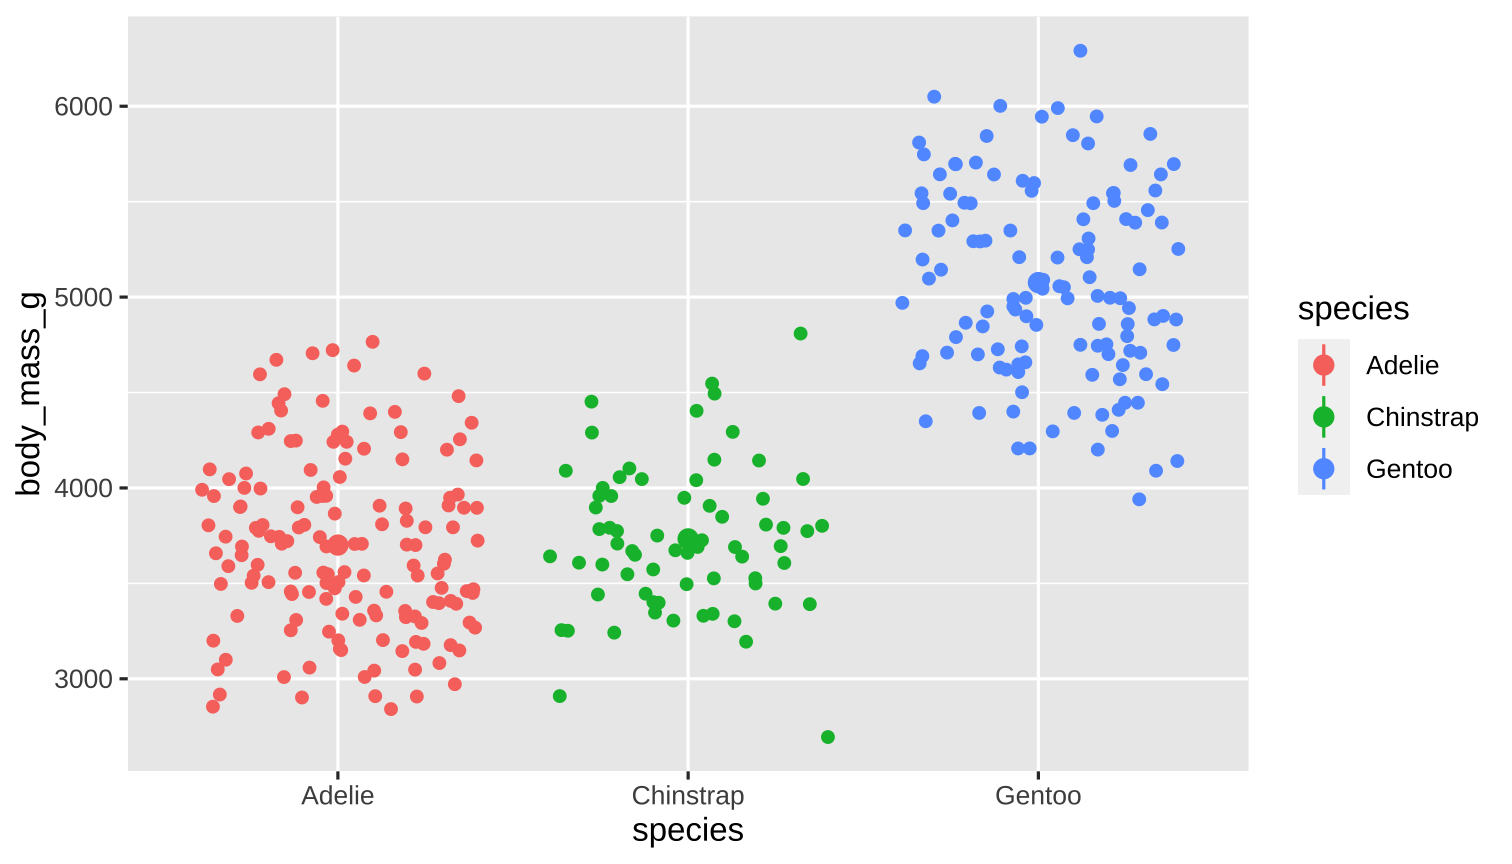 body_mass_g
6000
5000
4000
3000
Adelie
Chinstrap
Gentoo
species
species
Adelie
Chinstrap
Gentoo